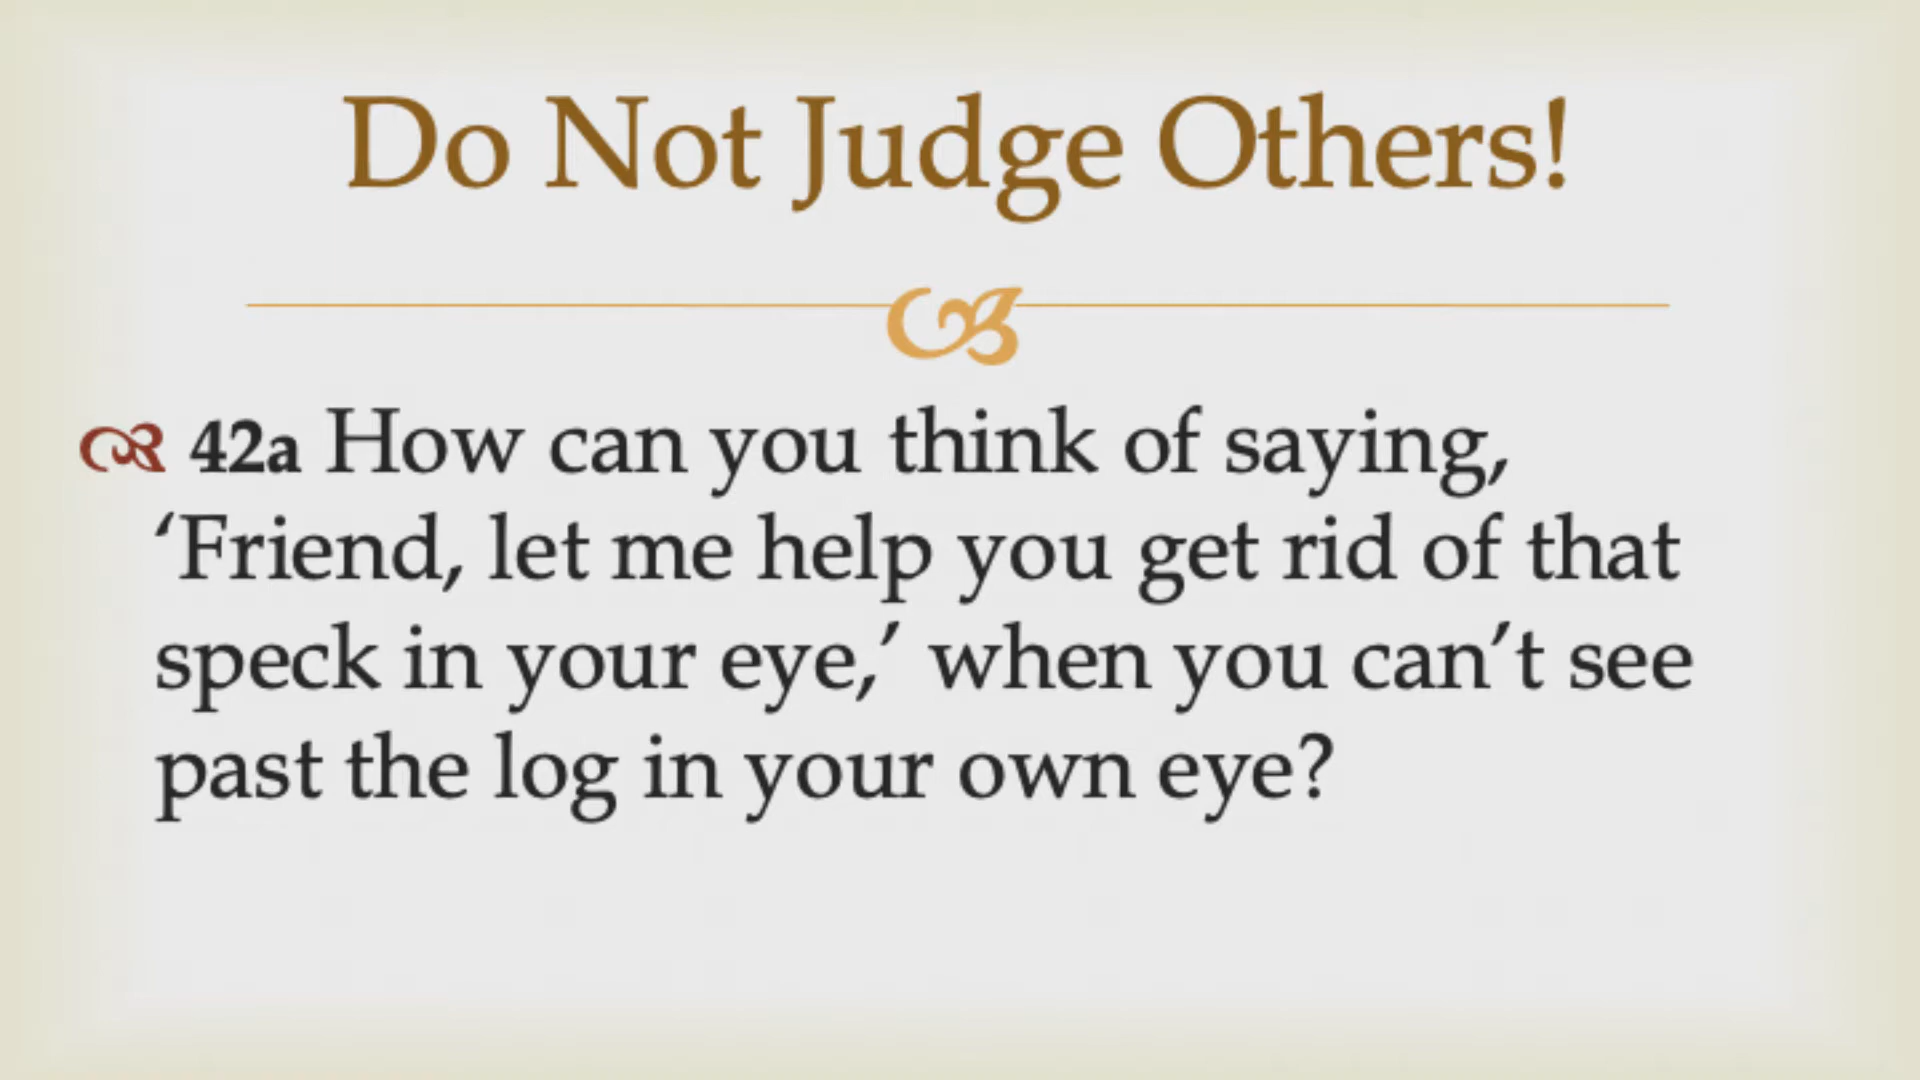 Do Not Judge Others!
42a How can you think of saying,
‘Friend, let me help you get rid of that
speck in your eye,’ when you can’t see
past the log in your own eye?